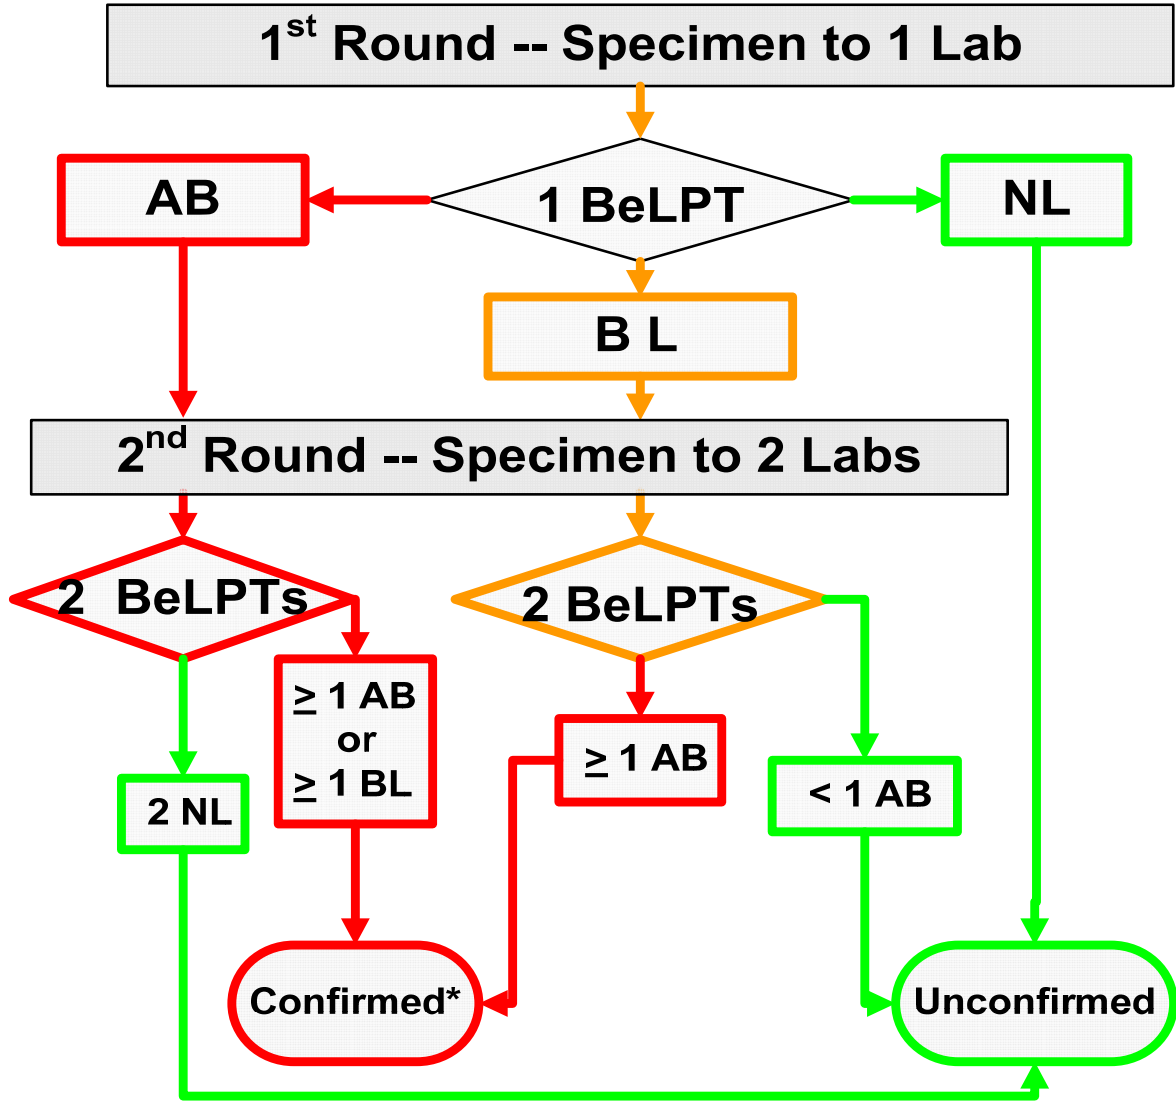 1st Round -- Specimen to 1 Lab
AB
1 BeLPT
NL
B L
2nd Round -- Specimen to 2 Labs
2 BeLPTs
2 BeLPTs
≥ 1 AB
or
≥ 1 BL
≥ 1 AB
2 NL
< 1 AB
Confirmed*
Unconfirmed